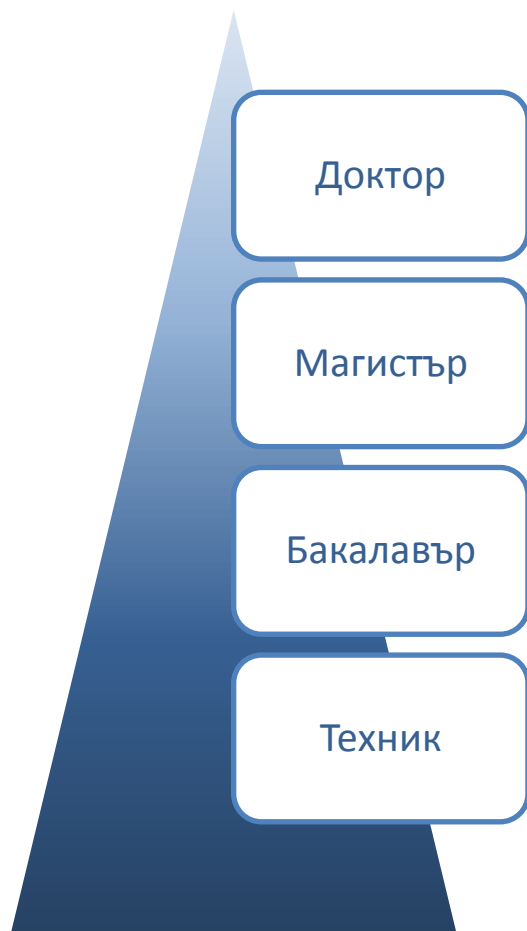 Доктор
Магистър
Бакалавър
Техник